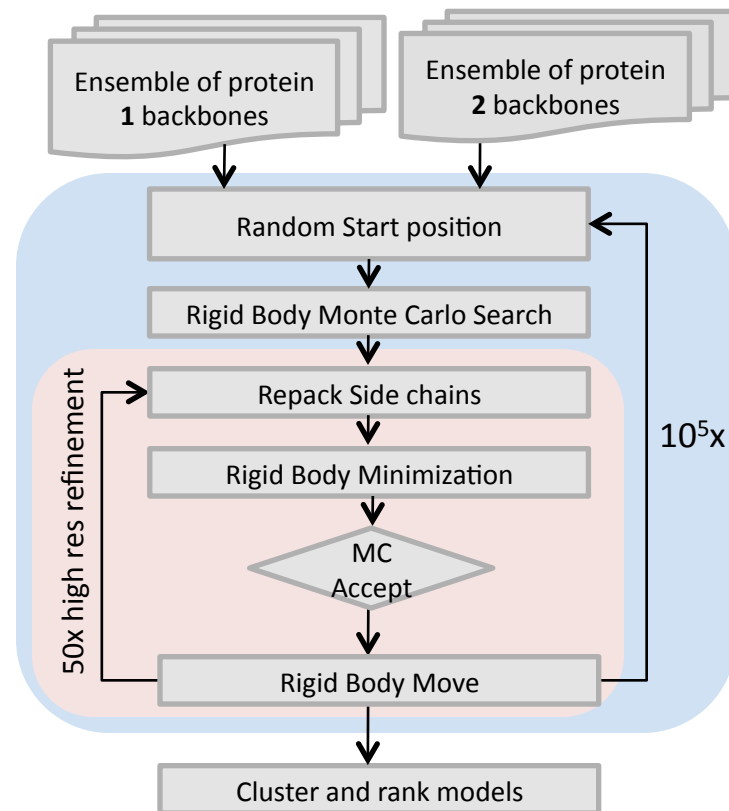 Ensemble of protein
1 backbones
Ensemble of protein
2 backbones
Random Start position
Rigid Body Monte Carlo Search
Repack Side chains
Rigid Body Minimization
MC
Accept
Rigid Body Move
50x high res refinement
10⁵x
Cluster and rank models